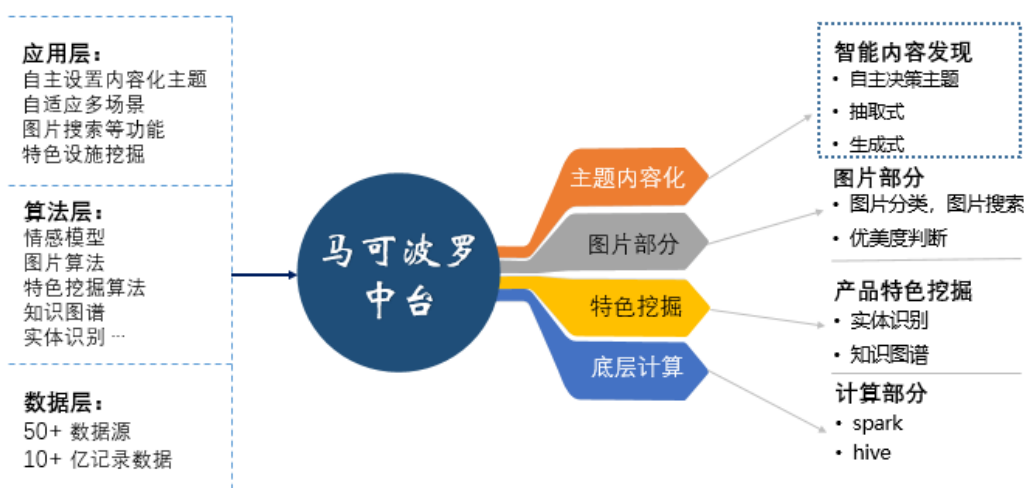 应用层：
自主设置内容化主题
自适应多场景
图片搜索等功能
特色设施挖掘
算法层：
情感模型
图片算法
特色挖掘算法
知识图谱
实体识别 …
数据层：
50+ 数据源
10+ 亿记录数据
马可波罗
中台
主题内容化
图片部分
特色挖掘
底层计算
智能内容发现
• 自主决策主题
• 抽取式
• 生成式
图片部分
• 图片分类，图片搜索
• 优美度判断
产品特色挖掘
• 实体识别
• 知识图谱
计算部分
• spark
• hive